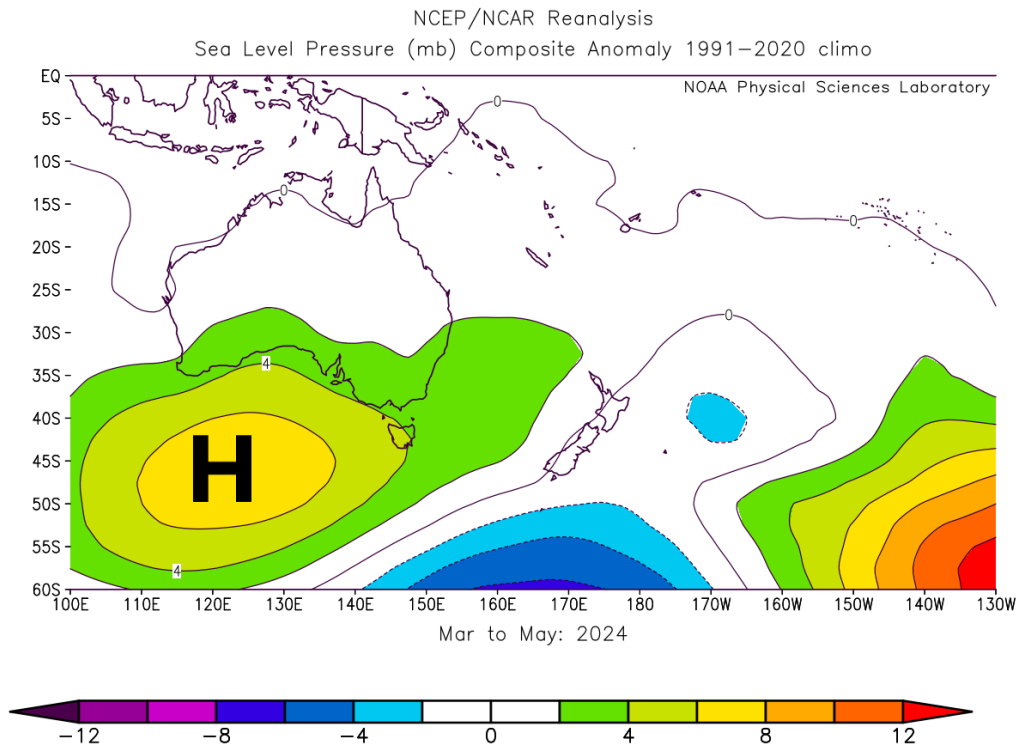 NCEP/NCAR Reanalysis
Sea Level Pressure (mb) Composite Anomaly 1991-2020 climo
NOAA Physical Sciences Laboratory
EQ
5S
10S
15S
20S
25S
30S
35S
40S
45S
50S
55S
60S
0
0
0
0
4
H
4
100E 110E 120E 130E 140E 150E 160E 170E 180 170W 160W 150W 140W 130W
Mar to May: 2024
-12 -8 -4 0 4 8 12